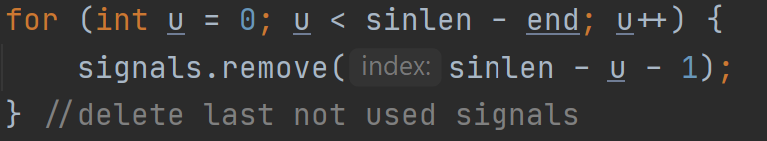 for (int u = 0; u < sinlen - end; u++) {
signals.remove( index: sinlen - u - 1);
} //delete last not used signals